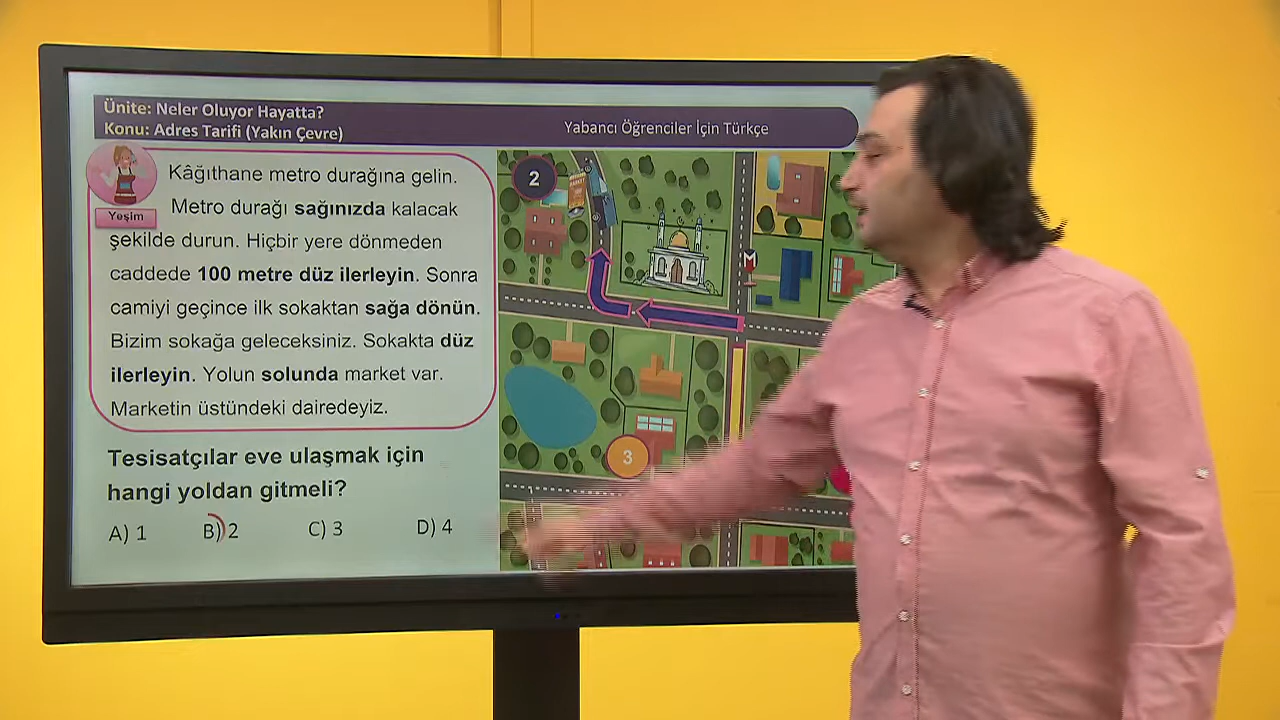 Ünite: Neler Oluyor Hayatta?
Konu: Adres Tarifi (Yakın Çevre)
Yabancı Öğrenciler İçin Türkçe
Yeşim
Kâğıthane metro durağına gelin.
Metro durağı sağınızda kalacak
şekilde durun. Hiçbir yere dönmeden
caddede 100 metre düz ilerleyin. Sonra
camiyi geçince ilk sokaktan sağa dönün.
Bizim sokağa geleceksiniz. Sokakta düz
ilerleyin. Yolun solunda market var.
Marketin üstündeki dairedeyiz.
Tesisatçılar eve ulaşmak için
hangi yoldan gitmeli?
A) 1
B) 2
C) 3
D) 4
2
M
3